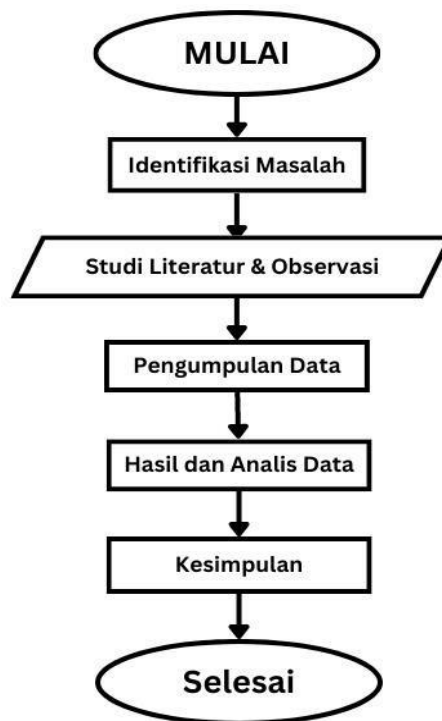 MULAI
Identifikasi Masalah
Studi Literatur & Observasi
Pengumpulan Data
Hasil dan Analis Data
Kesimpulan
Selesai